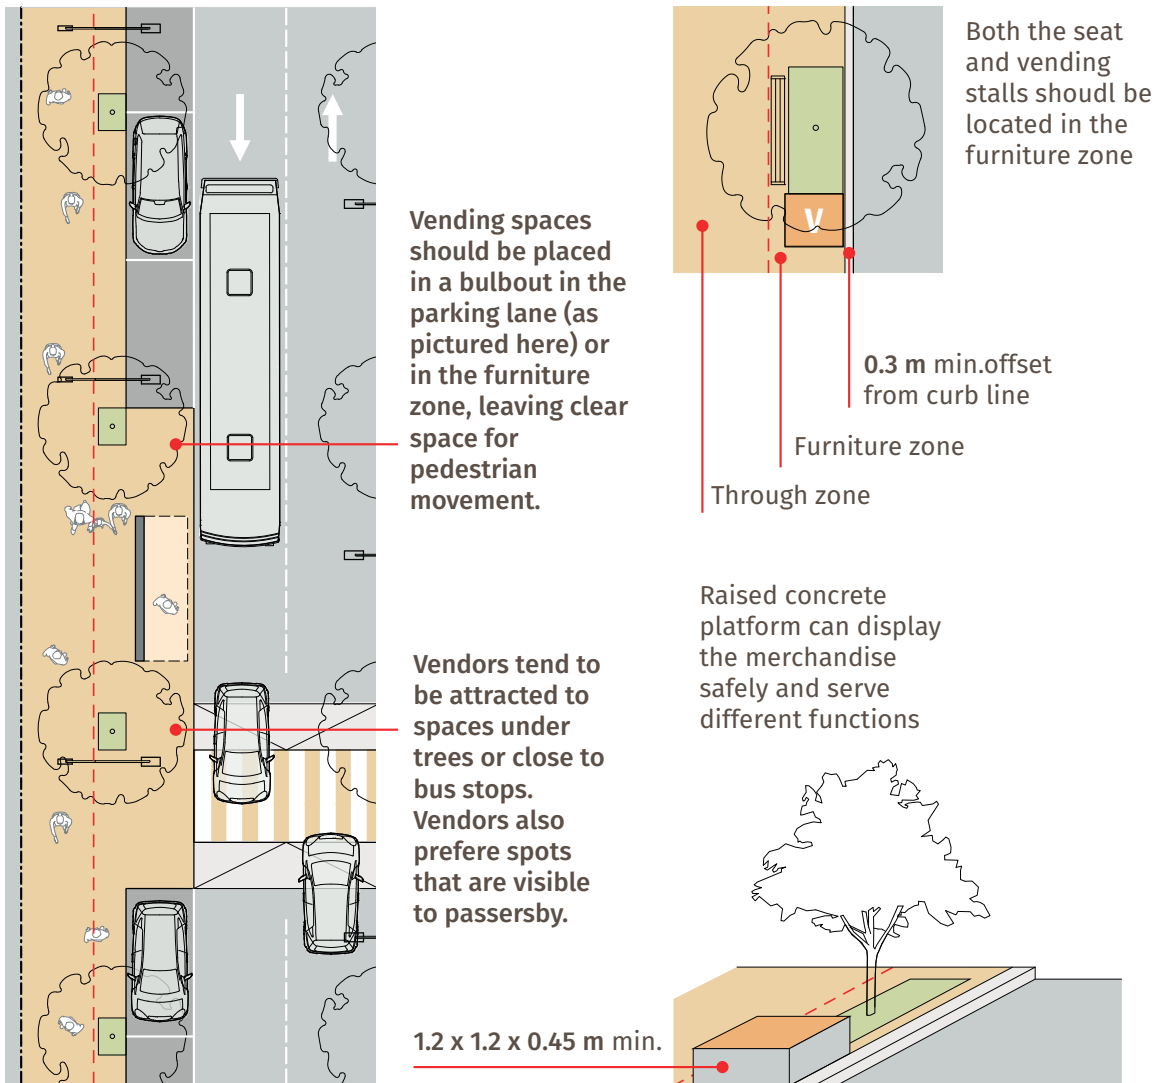 Vending spaces
should be placed
in a bulbout in the
parking lane (as
pictured here) or
in the furniture
zone, leaving clear
space for
pedestrian
movement.
Vendors tend to
be attracted to
spaces under
trees or close to
bus stops.
Vendors also
prefere spots
that are visible
to passersby.
Both the seat
and vending
stalls shoudl be
located in the
furniture zone
V
0.3 m min.offset
from curb line
Furniture zone
Through zone
Raised concrete
platform can display
the merchandise
safely and serve
different functions
1.2 x 1.2 x 0.45 m min.